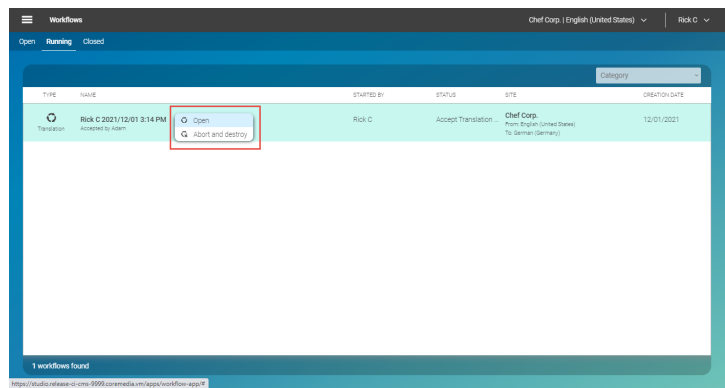 Workflows
Chef Corp. | English (United States)
Rick C
Open Running Closed
Category
TYPE NAME STARTED BY STATUS SITE CREATION DATE
Translation
Rick C 2021/12/01 3:14 PM
Accepted by Adam
Open
Abort and destroy
Rick C
Accept Translation ...
Chef Corp.
From: English (United States)
To: German (Germany)
12/01/2021
1 workflows found
https://studio.release-ci-cms-9999.coremedia.vm/apps/workflow-app/#